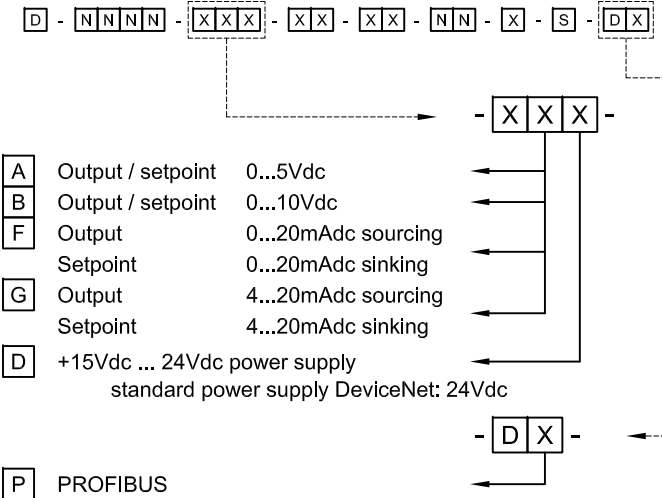 D - N N N N - X X X - X X - X X - N N - X - S - D X
- X X X -
A Output / setpoint 0...5Vdc
B Output / setpoint 0...10Vdc
F Output 0...20mAdc sourcing
Setpoint 0...20mAdc sinking
G Output 4...20mAdc sourcing
Setpoint 4...20mAdc sinking
D +15Vdc ... 24Vdc power supply
standard power supply DeviceNet: 24Vdc
- D X -
P PROFIBUS